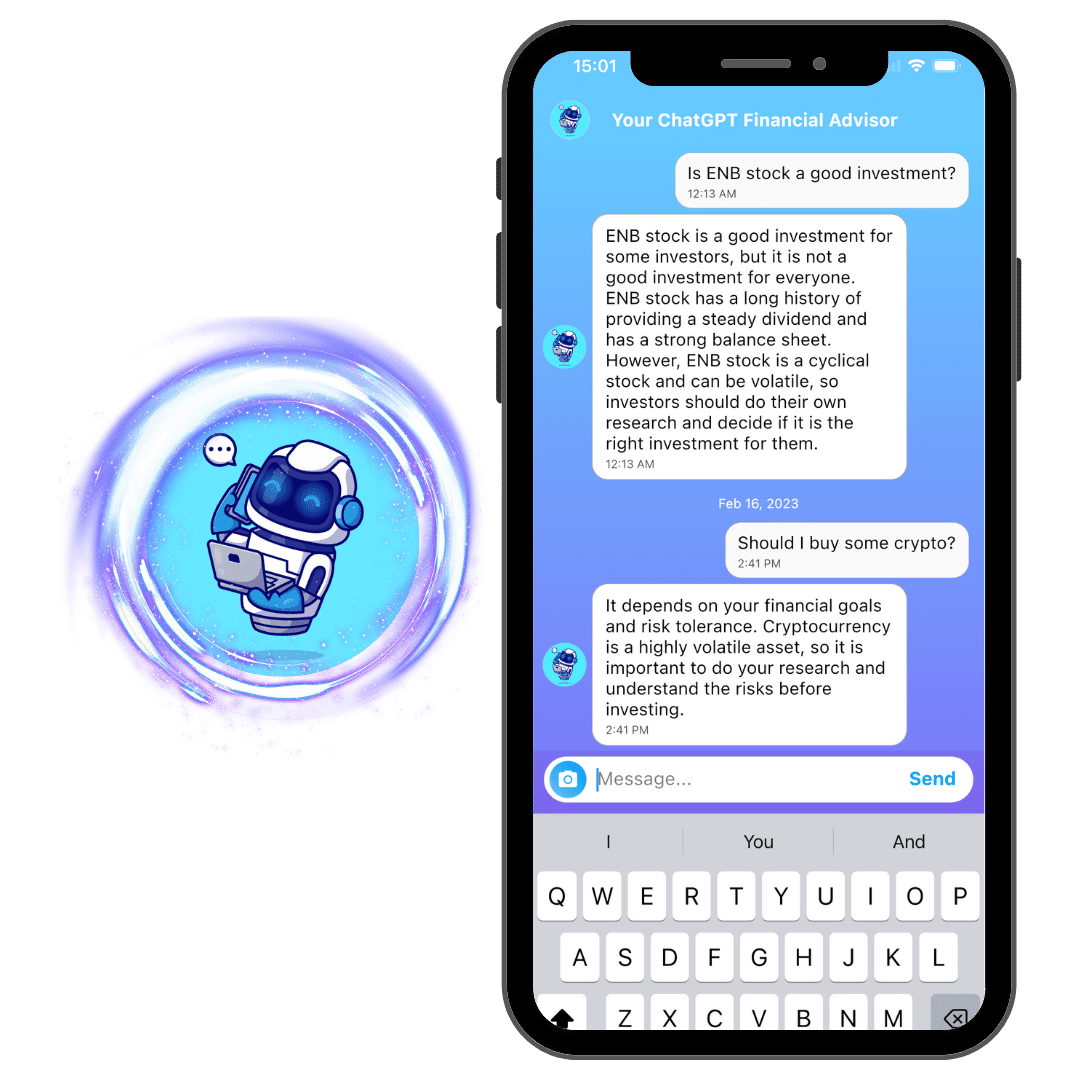 15:01
Your ChatGPT Financial Advisor
Is ENB stock a good investment?
12:13 AM
ENB stock is a good investment for
some investors, but it is not a
good investment for everyone.
ENB stock has a long history of
providing a steady dividend and
has a strong balance sheet.
However, ENB stock is a cyclical
stock and can be volatile, so
investors should do their own
research and decide if it is the
right investment for them.
12:13 AM
Feb 16, 2023
Should I buy some crypto?
2:41 PM
It depends on your financial goals
and risk tolerance. Cryptocurrency
is a highly volatile asset, so it is
important to do your research and
understand the risks before
investing.
2:41 PM
Message... Send
I You And
Q W E R T Y U I O P
A S D F G H J K L
Z X C V B N M